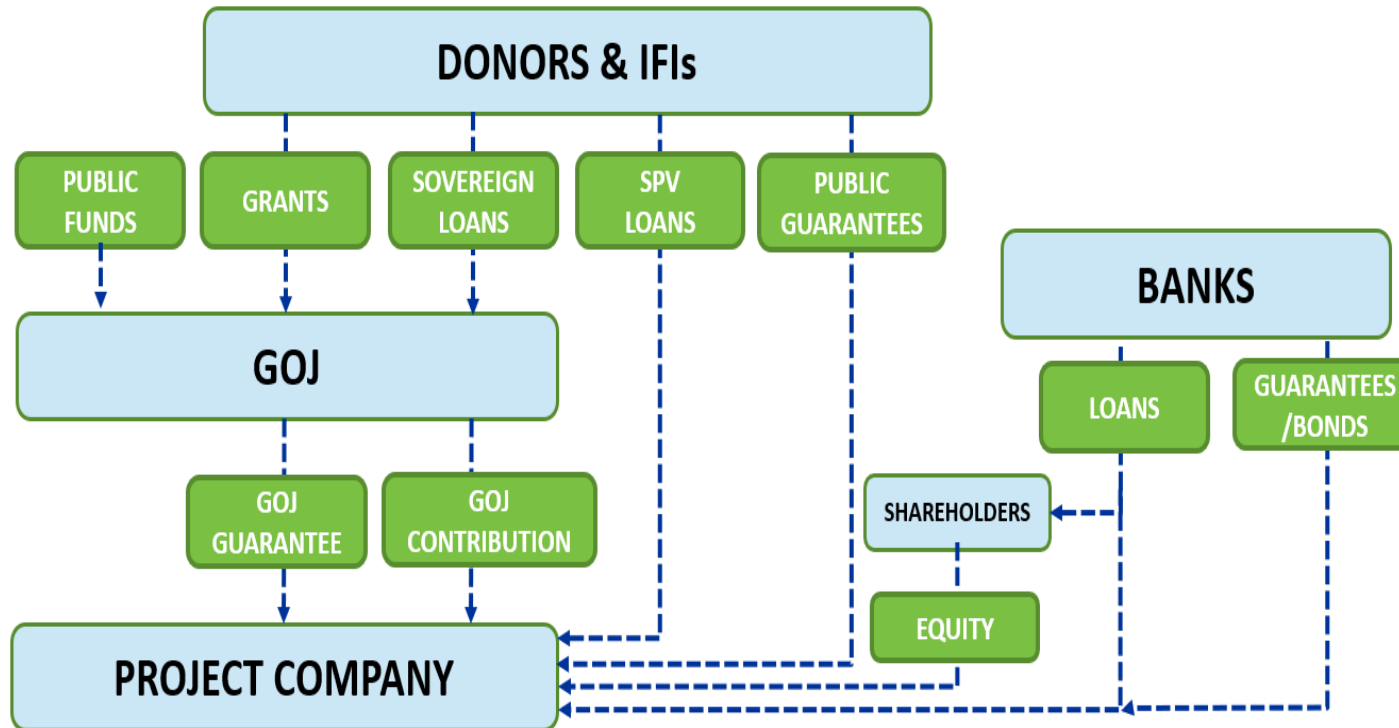 DONORS & IFIs
PUBLIC
FUNDS
GRANTS
SOVEREIGN
LOANS
SPV
LOANS
PUBLIC
GUARANTEES
BANKS
GOJ
LOANS
GUARANTEES
/BONDS
GOJ
GUARANTEE
GOJ
CONTRIBUTION
SHAREHOLDERS
EQUITY
PROJECT COMPANY